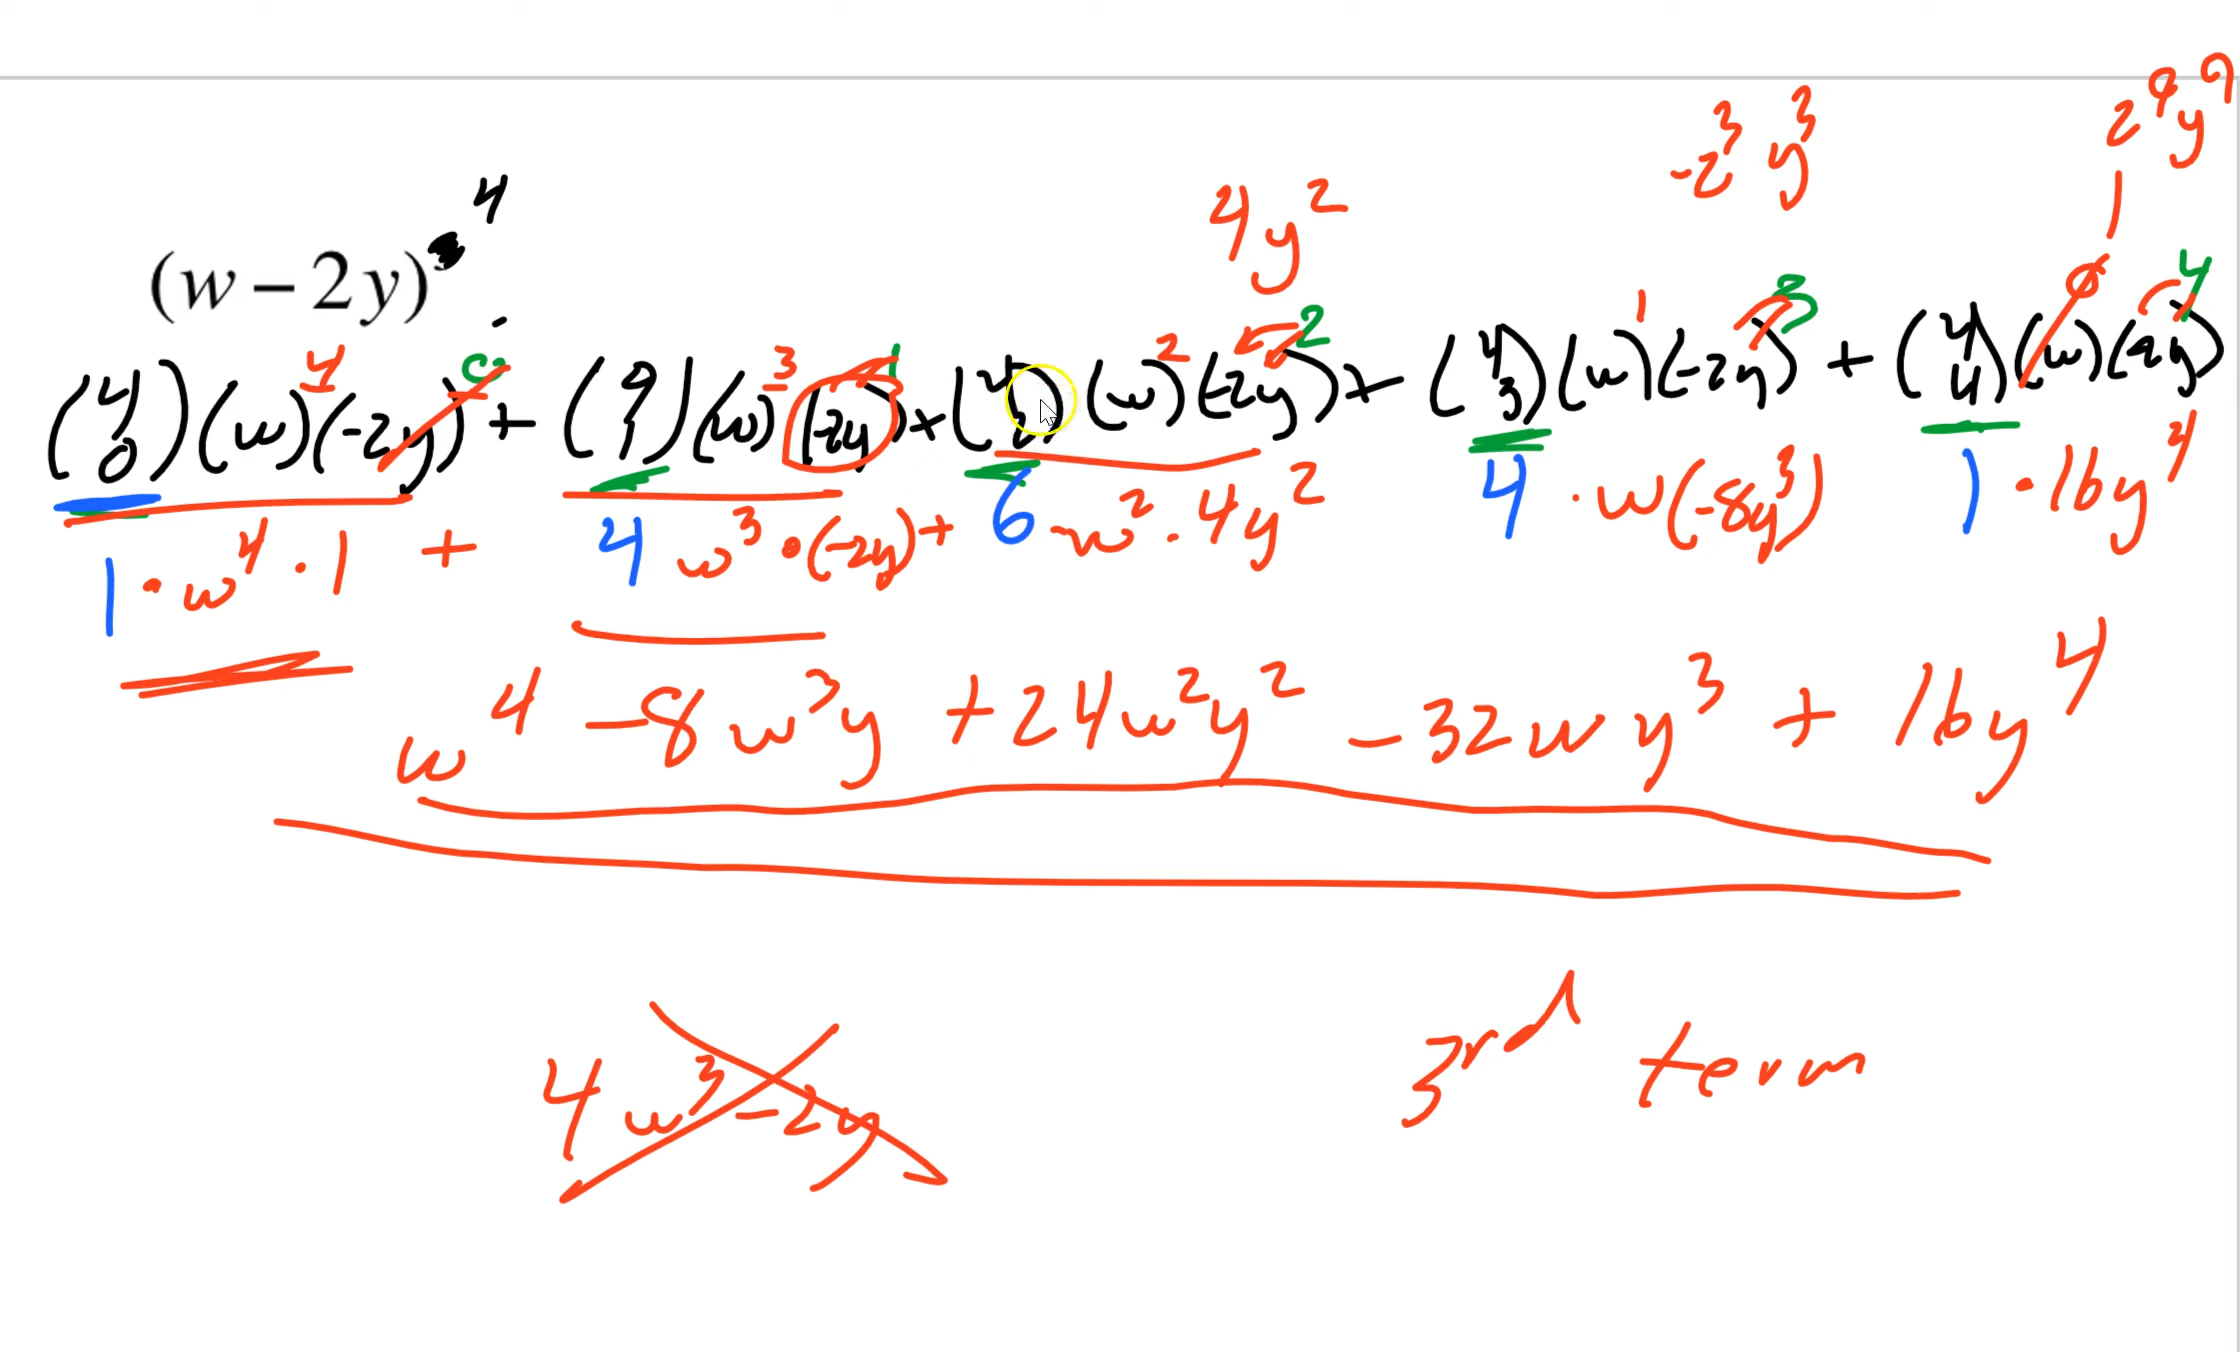 2⁴y⁴
-2³ y³
4y²
(w − 2y)⁴
(4 0)(w)⁴(-2y)⁰ + (4 1)(w)³(-2y)¹ + (4 2)(w)²(-2y)² + (4 3)(w)¹(-2y)³ + (4 4)(w)⁰(2y)⁴
1 · w⁴ · 1 + 4 w³ · (-2y) + 6 · w² · 4y² 4 · w(-8y³) 1 · 16y⁴
w⁴ - 8w³y + 24w²y² - 32wy³ + 16y⁴
4w³ - 2y 3rd term